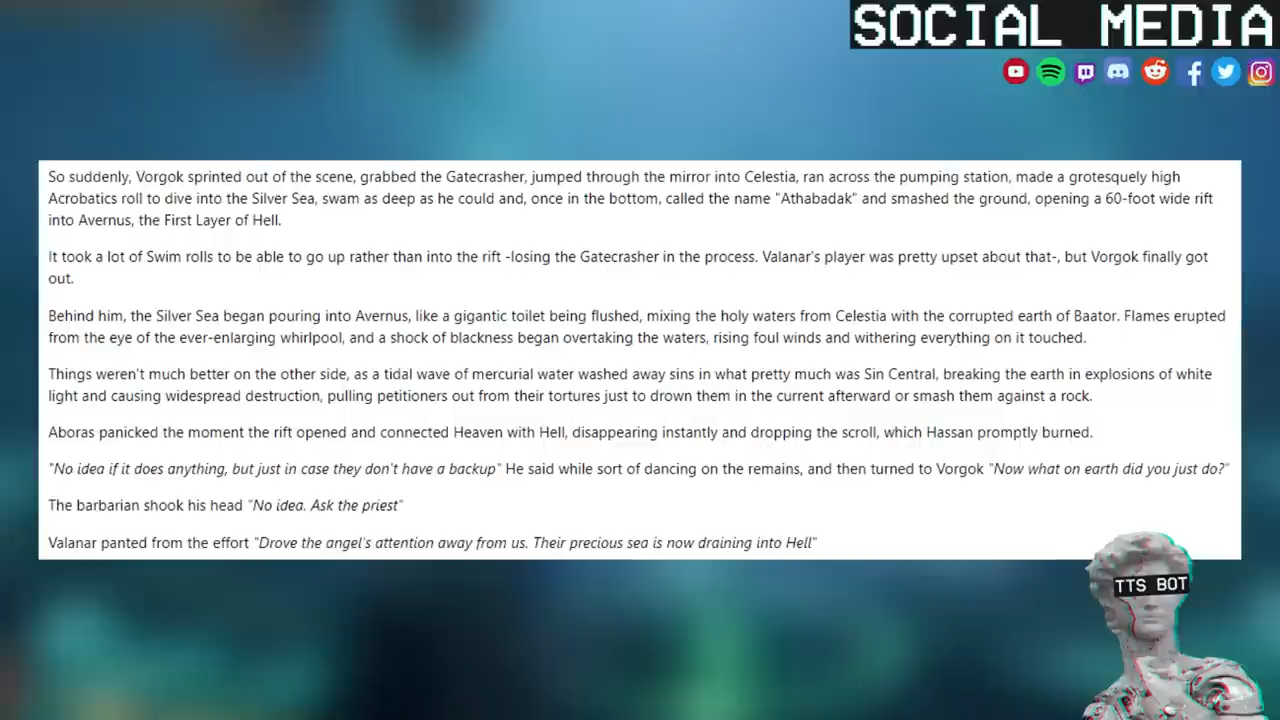 SOCIAL MEDIA
So suddenly, Vorgok sprinted out of the scene, grabbed the Gatecrasher, jumped through the mirror into Celestia, ran across the pumping station, made a grotesquely high
Acrobatics roll to dive into the Silver Sea, swam as deep as he could and, once in the bottom, called the name "Athabadak" and smashed the ground, opening a 60-foot wide rift
into Avernus, the First Layer of Hell.
It took a lot of Swim rolls to be able to go up rather than into the rift -losing the Gatecrasher in the process. Valanar's player was pretty upset about that-, but Vorgok finally got
out.
Behind him, the Silver Sea began pouring into Avernus, like a gigantic toilet being flushed, mixing the holy waters from Celestia with the corrupted earth of Baator. Flames erupted
from the eye of the ever-enlarging whirlpool, and a shock of blackness began overtaking the waters, rising foul winds and withering everything on it touched.
Things weren't much better on the other side, as a tidal wave of mercurial water washed away sins in what pretty much was Sin Central, breaking the earth in explosions of white
light and causing widespread destruction, pulling petitioners out from their tortures just to drown them in the current afterward or smash them against a rock.
Aboras panicked the moment the rift opened and connected Heaven with Hell, disappearing instantly and dropping the scroll, which Hassan promptly burned.
"No idea if it does anything, but just in case they don't have a backup" He said while sort of dancing on the remains, and then turned to Vorgok "Now what on earth did you just do?"
The barbarian shook his head "No idea. Ask the priest"
Valanar panted from the effort "Drove the angel's attention away from us. Their precious sea is now draining into Hell"
TTS BOT